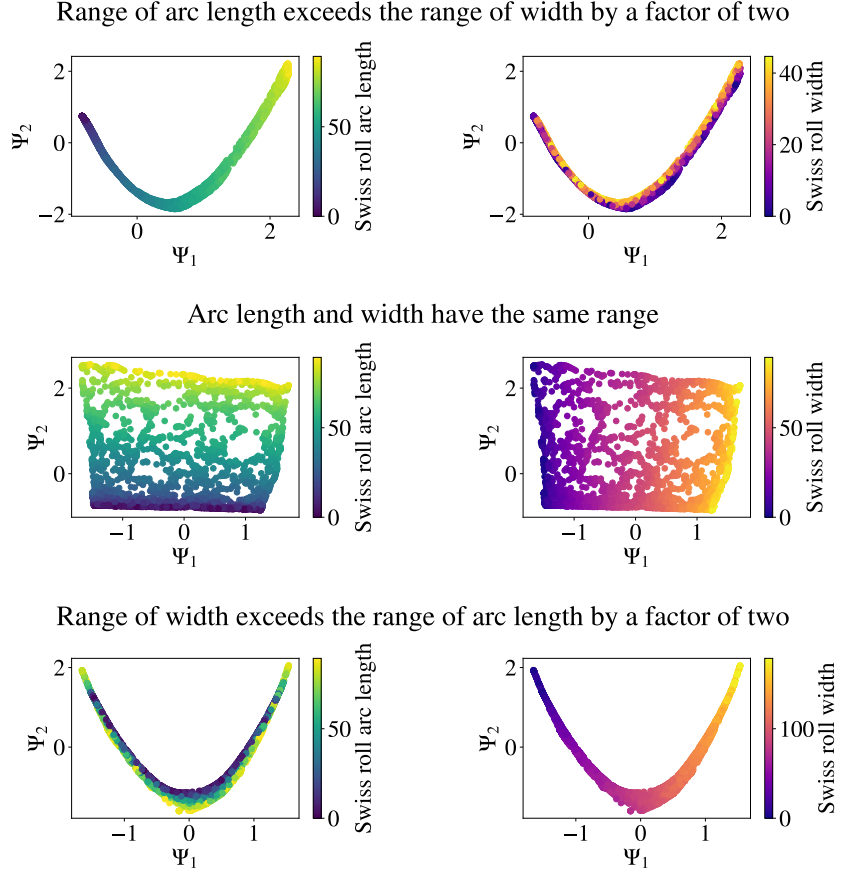 Range of arc length exceeds the range of width by a factor of two
2
0
−2
Ψ2
0
2
Ψ1
50
0
Swiss roll arc length
2
0
−2
Ψ2
0
2
Ψ1
40
20
0
Swiss roll width
Arc length and width have the same range
2
0
Ψ2
−1
0
1
Ψ1
50
0
Swiss roll arc length
2
0
Ψ2
−1
0
1
Ψ1
50
0
Swiss roll width
Range of width exceeds the range of arc length by a factor of two
2
0
Ψ2
−1
0
1
Ψ1
50
0
Swiss roll arc length
2
0
Ψ2
−1
0
1
Ψ1
100
0
Swiss roll width